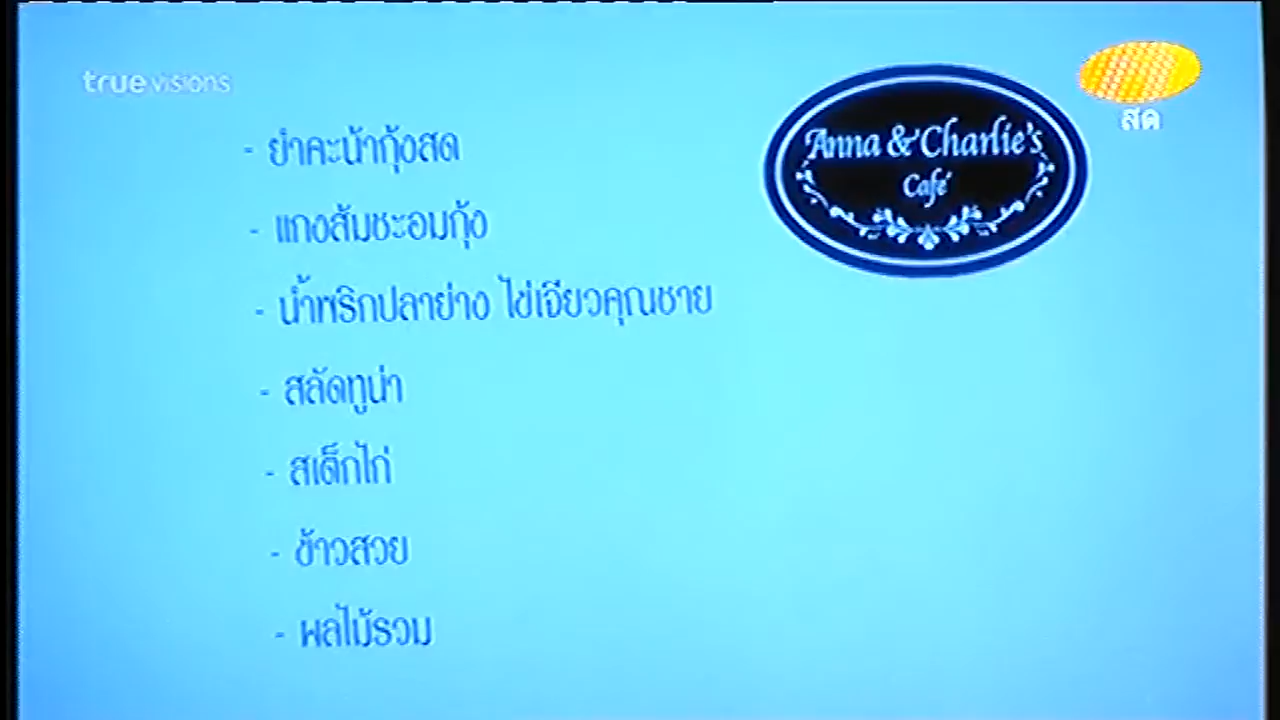 true visions
Anna & Charlie's
Café
สด
- ยำคะน้ากุ้งสด
- แกงส้มชะอมกุ้ง
- น้ำพริกปลาย่าง ไข่เจียวคุณชาย
- สลัดทูน่า
- สเต็กไก่
- ข้าวสวย
- ผลไม้รวม